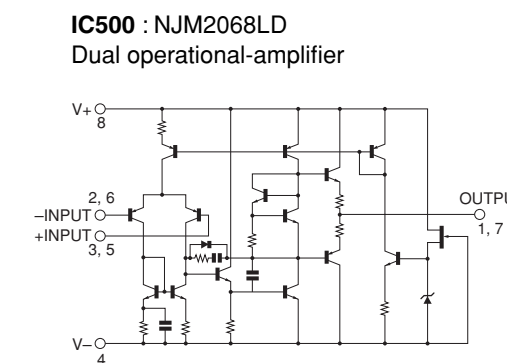 IC500 : NJM2068LD
Dual operational-amplifier
V+
8
2, 6
–INPUT
+INPUT
3, 5
OUTPU
1, 7
V–
4